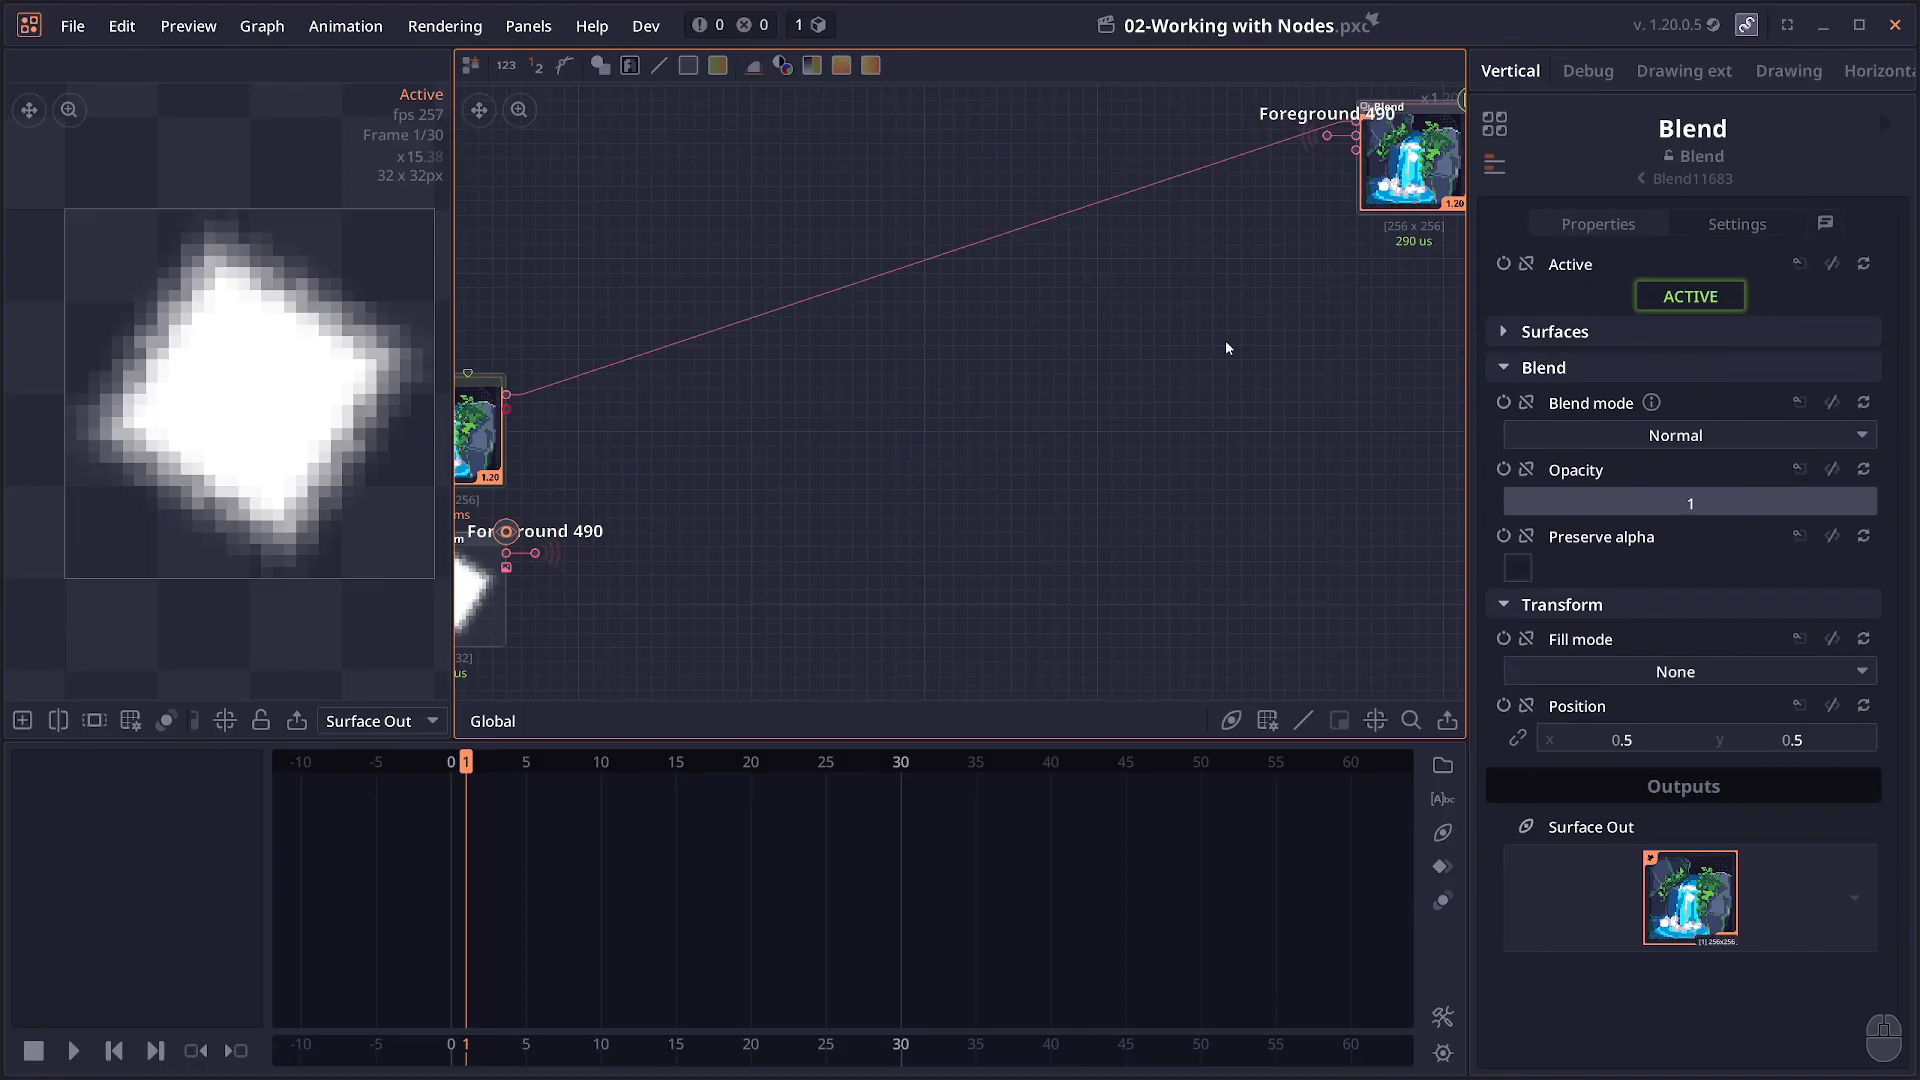 File Edit Preview Graph Animation Rendering Panels Help Dev 0 0 1
02-Working with Nodes.pxc
v. 1.20.0.5
Active
fps 257
Frame 1/30
x15.38
32 x 32px
Surface Out
123
1 2
Foreground 490
Blend
1.20
[256 x 256]
290 us
1.20
256]
ms
Foreground 490
m
32]
us
Global
Vertical Debug Drawing ext Drawing Horizonta
Blend
Blend
Blend11683
Properties Settings
Active
ACTIVE
Surfaces
Blend
Blend mode
Normal
Opacity
1
Preserve alpha
Transform
Fill mode
None
Position
x 0.5 y 0.5
Outputs
Surface Out
[1] 256x256
-10 -5 0 1 5 10 15 20 25 30 35 40 45 50 55 60
[A]bc
-10 -5 0 1 5 10 15 20 25 30 35 40 45 50 55 60